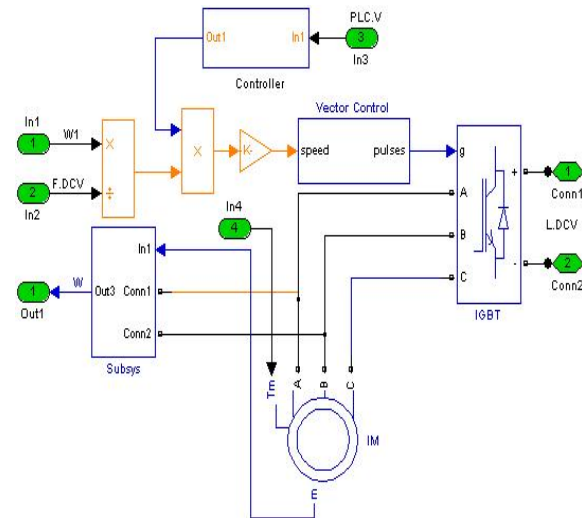 PLC.V
3
In3
Out1
In1
Controller
In1
1
W1
×
÷
F.DCV
2
In2
X
K-
Vector Control
speed
pulses
g
A
B
C
+
-
IGBT
1
Conn1
L.DCV
2
Conn2
In4
4
In1
Out3
Conn1
Conn2
Subsys
W
1
Out1
Tm
A
B
C
IM
E